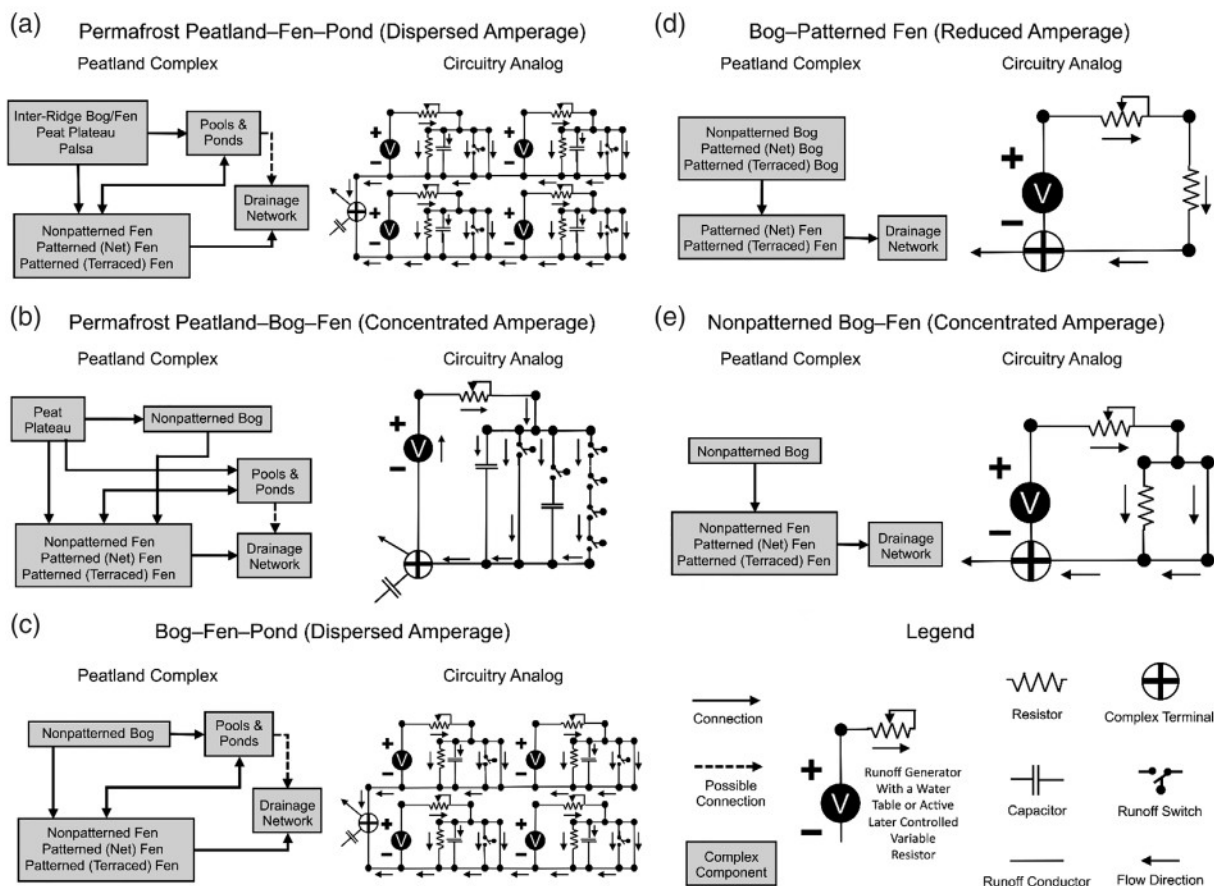 (a)
Permafrost Peatland–Fen–Pond (Dispersed Amperage)
Peatland Complex
Circuitry Analog
Inter-Ridge Bog/Fen
Peat Plateau
Palsa
Pools &
Ponds
Drainage
Network
Nonpatterned Fen
Patterned (Net) Fen
Patterned (Terraced) Fen
+
V
–
+
V
–
+
V
–
+
V
–
(b)
Permafrost Peatland–Bog–Fen (Concentrated Amperage)
Peatland Complex
Circuitry Analog
Peat
Plateau
Nonpatterned Bog
Pools &
Ponds
Nonpatterned Fen
Patterned (Net) Fen
Patterned (Terraced) Fen
Drainage
Network
+
V
–
(c)
Bog–Fen–Pond (Dispersed Amperage)
Peatland Complex
Circuitry Analog
Nonpatterned Bog
Pools &
Ponds
Drainage
Network
Nonpatterned Fen
Patterned (Net) Fen
Patterned (Terraced) Fen
+
V
–
+
V
–
+
V
–
+
V
–
(d)
Bog–Patterned Fen (Reduced Amperage)
Peatland Complex
Circuitry Analog
Nonpatterned Bog
Patterned (Net) Bog
Patterned (Terraced) Bog
Patterned (Net) Fen
Patterned (Terraced) Fen
Drainage
Network
+
V
–
(e)
Nonpatterned Bog–Fen (Concentrated Amperage)
Peatland Complex
Circuitry Analog
Nonpatterned Bog
Nonpatterned Fen
Patterned (Net) Fen
Patterned (Terraced) Fen
Drainage
Network
+
V
–
Legend
Connection
Possible
Connection
Complex
Component
+
V
–
Runoff Generator
With a Water
Table or Active
Later Controlled
Variable
Resistor
Resistor
Complex Terminal
Capacitor
Runoff Switch
Runoff Conductor
Flow Direction